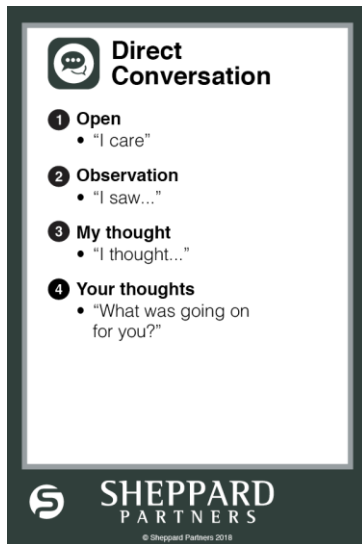 Direct
Conversation
1 Open
• “I care”
2 Observation
• “I saw...”
3 My thought
• “I thought...”
4 Your thoughts
• “What was going on
for you?”
S SHEPPARD
PARTNERS
© Sheppard Partners 2018